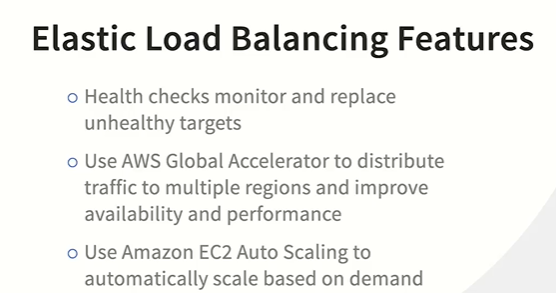 Elastic Load Balancing Features
Health checks monitor and replace
unhealthy targets
Use AWS Global Accelerator to distribute
traffic to multiple regions and improve
availability and performance
Use Amazon EC2 Auto Scaling to
automatically scale based on demand